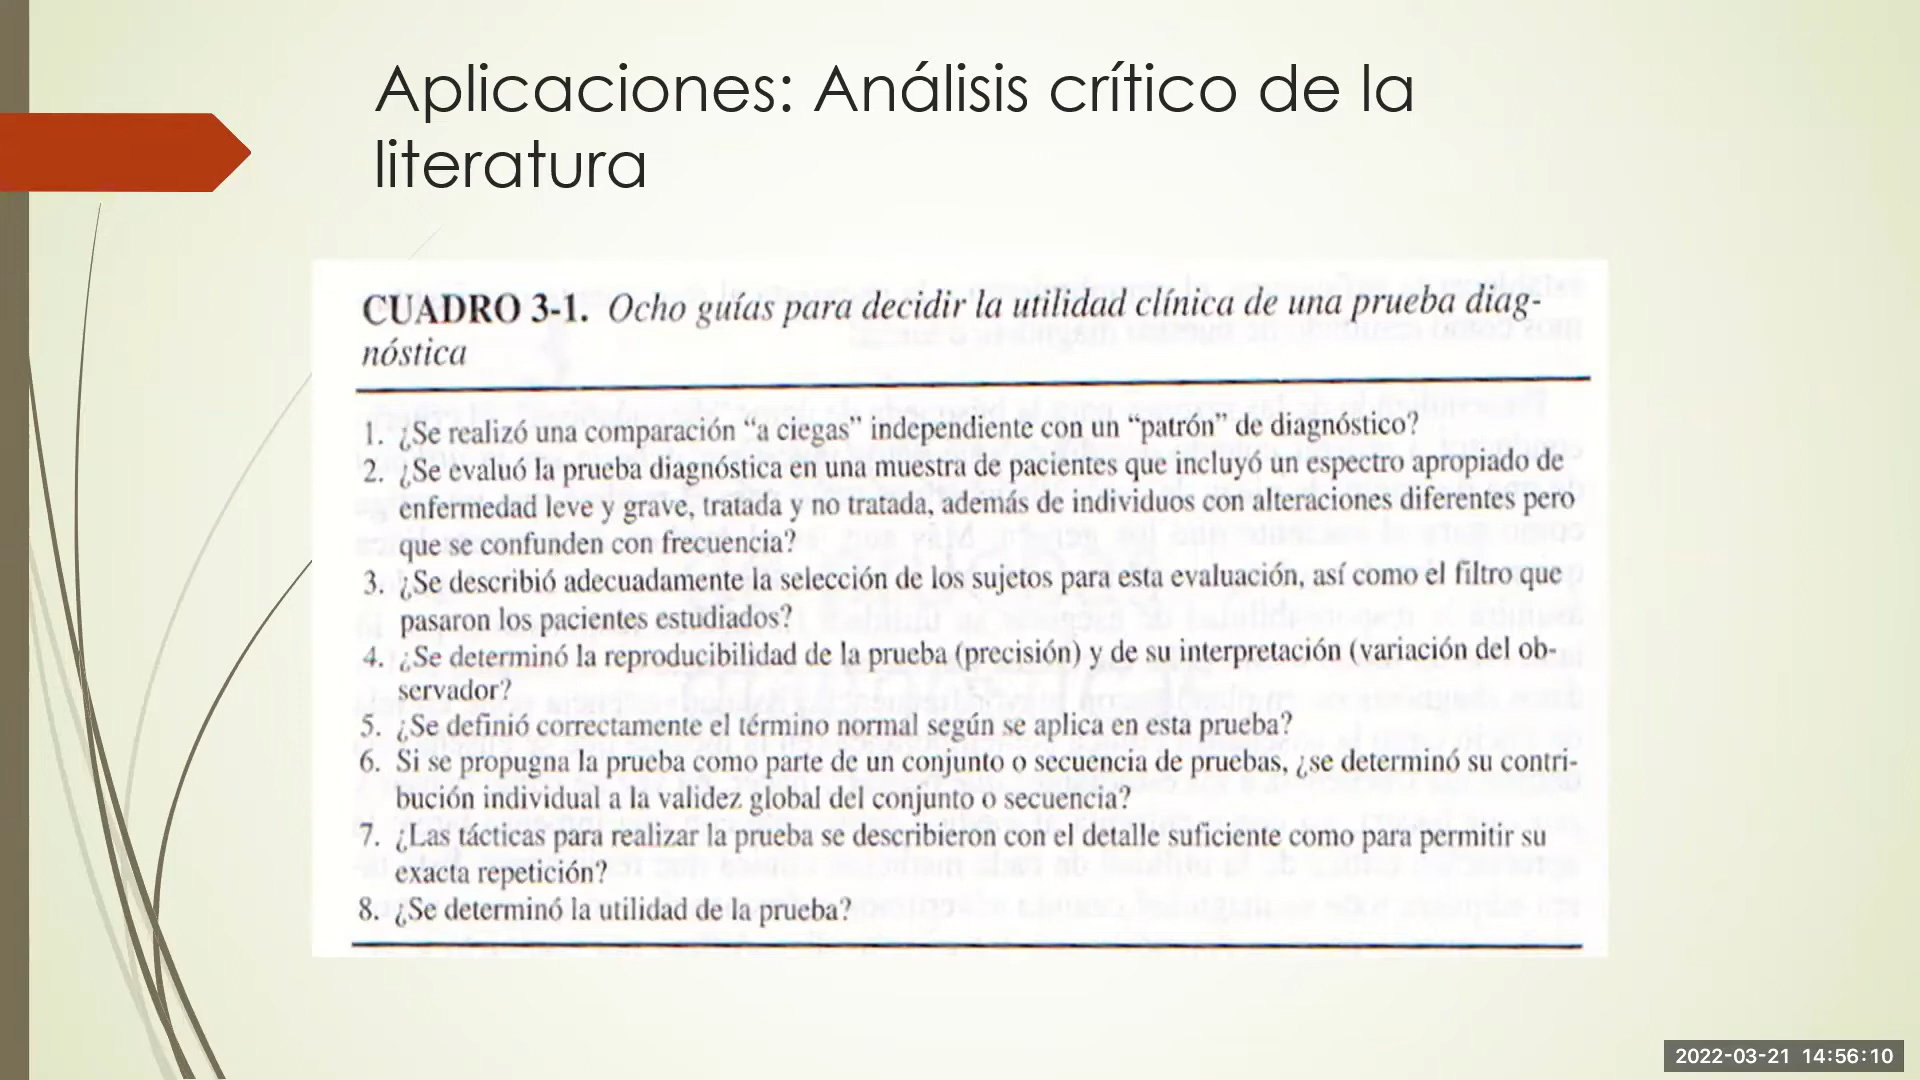 Aplicaciones: Análisis crítico de la
literatura
CUADRO 3-1. Ocho guías para decidir la utilidad clínica de una prueba diag-
nóstica
1. ¿Se realizó una comparación “a ciegas” independiente con un “patrón” de diagnóstico?
2. ¿Se evaluó la prueba diagnóstica en una muestra de pacientes que incluyó un espectro apropiado de
enfermedad leve y grave, tratada y no tratada, además de individuos con alteraciones diferentes pero
que se confunden con frecuencia?
3. ¿Se describió adecuadamente la selección de los sujetos para esta evaluación, así como el filtro que
pasaron los pacientes estudiados?
4. ¿Se determinó la reproducibilidad de la prueba (precisión) y de su interpretación (variación del ob-
servador?
5. ¿Se definió correctamente el término normal según se aplica en esta prueba?
6. Si se propugna la prueba como parte de un conjunto o secuencia de pruebas, ¿se determinó su contri-
bución individual a la validez global del conjunto o secuencia?
7. ¿Las tácticas para realizar la prueba se describieron con el detalle suficiente como para permitir su
exacta repetición?
8. ¿Se determinó la utilidad de la prueba?
2022-03-21 14:56:10